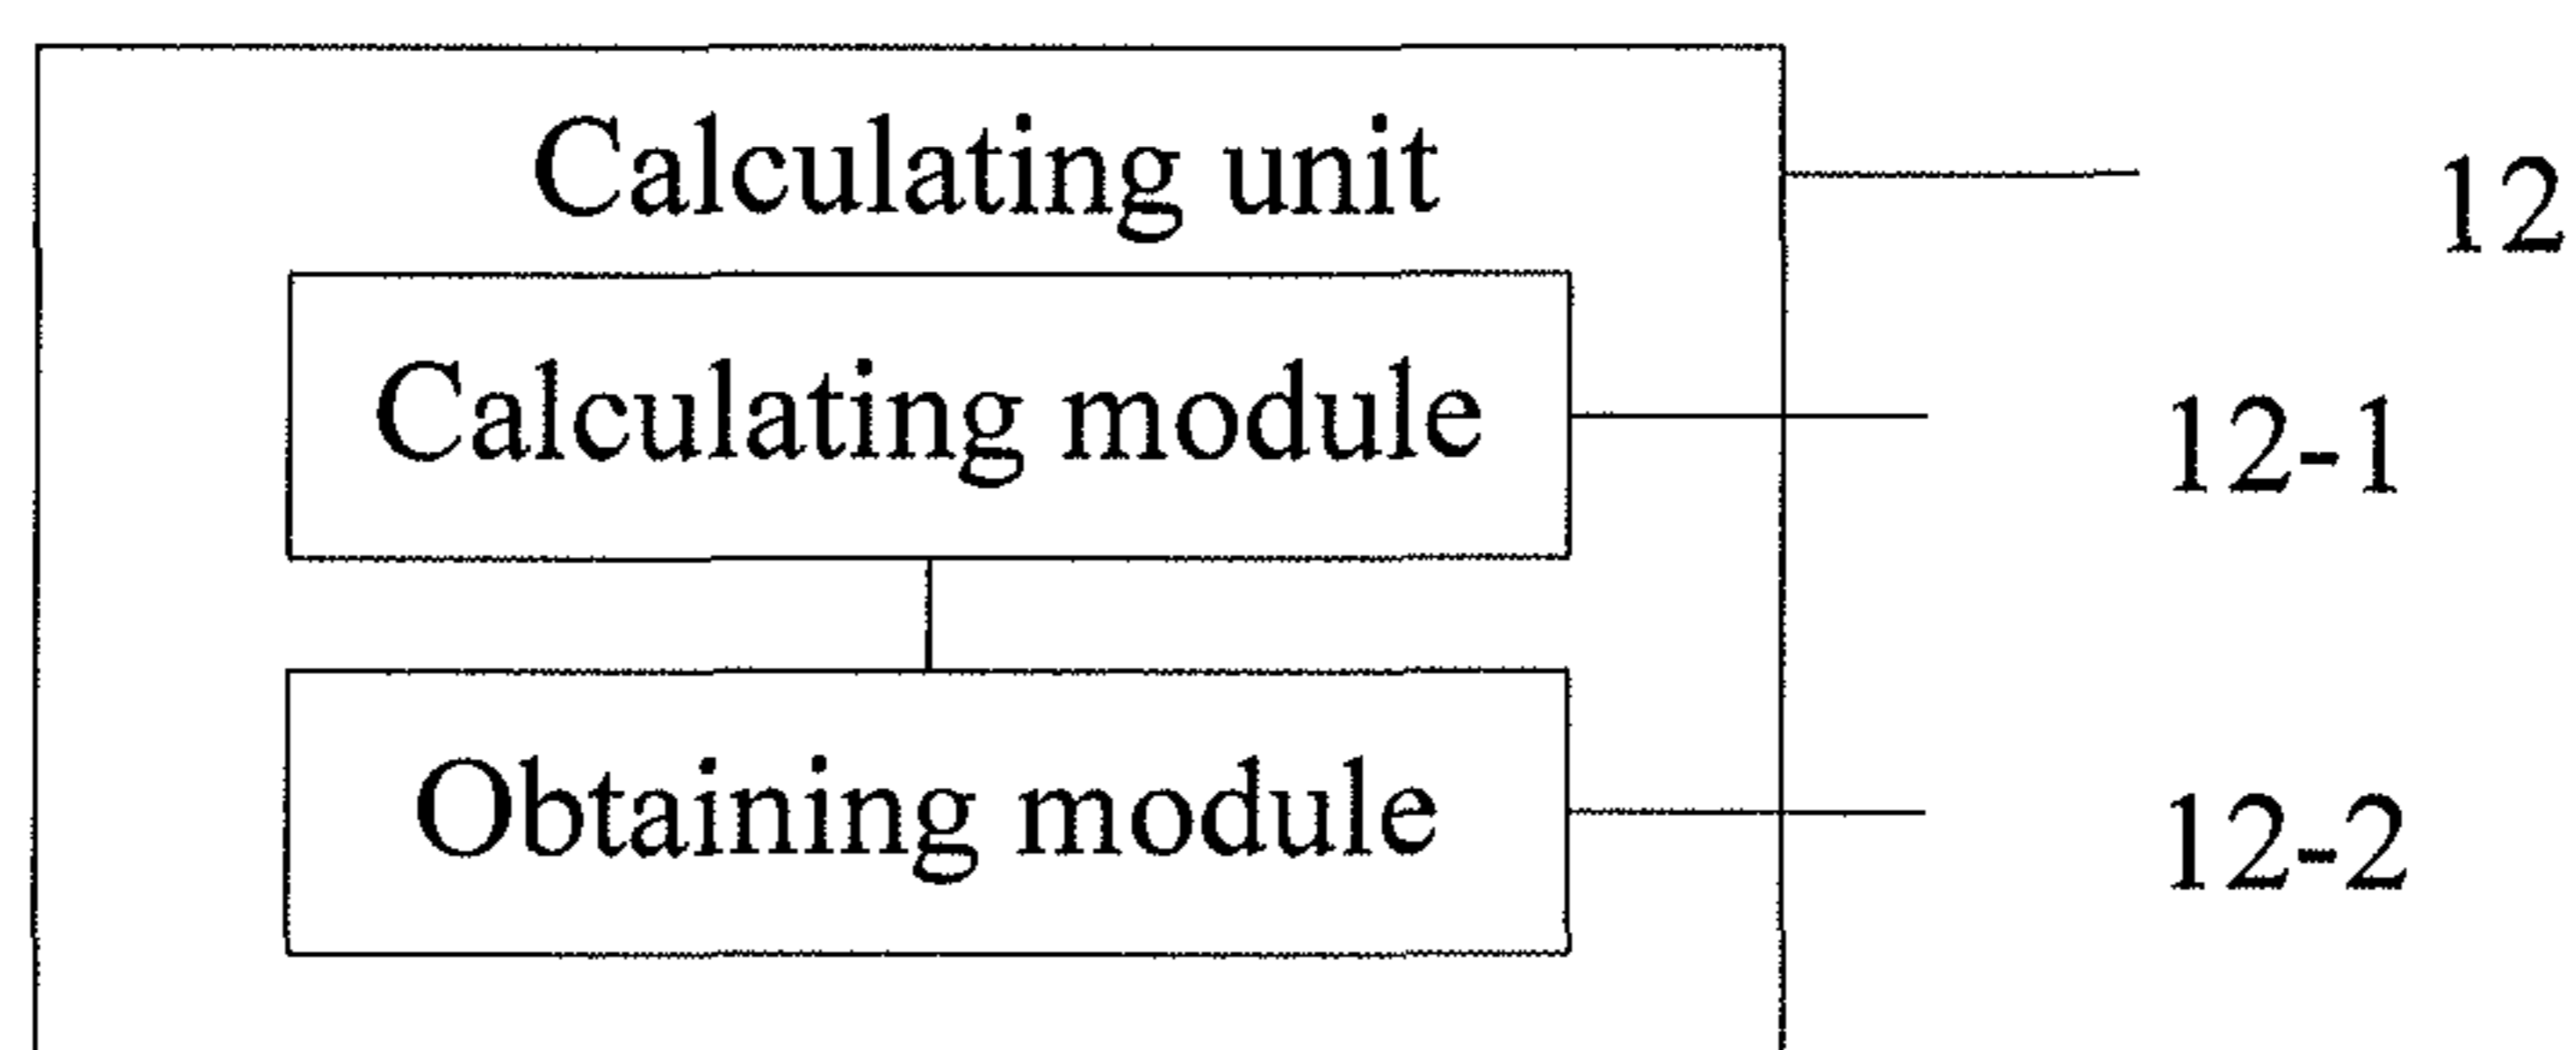 Calculating unit
12
Calculating module
12-1
Obtaining module
12-2